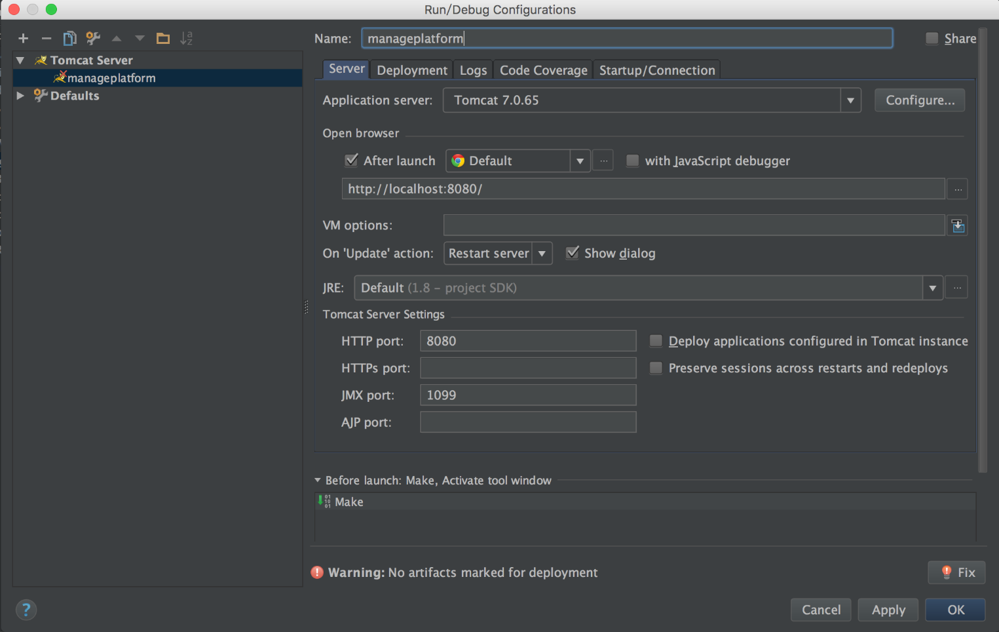 Run/Debug Configurations
Tomcat Server
manageplatform
Defaults
Name: manageplatform Share
Server Deployment Logs Code Coverage Startup/Connection
Application server: Tomcat 7.0.65 Configure...
Open browser
After launch Default ... with JavaScript debugger
http://localhost:8080/ ...
VM options:
On 'Update' action: Restart server Show dialog
JRE: Default (1.8 – project SDK) ...
Tomcat Server Settings
HTTP port: 8080 Deploy applications configured in Tomcat instance
HTTPs port: Preserve sessions across restarts and redeploys
JMX port: 1099
AJP port:
Before launch: Make, Activate tool window
Make
Warning: No artifacts marked for deployment Fix
? Cancel Apply OK